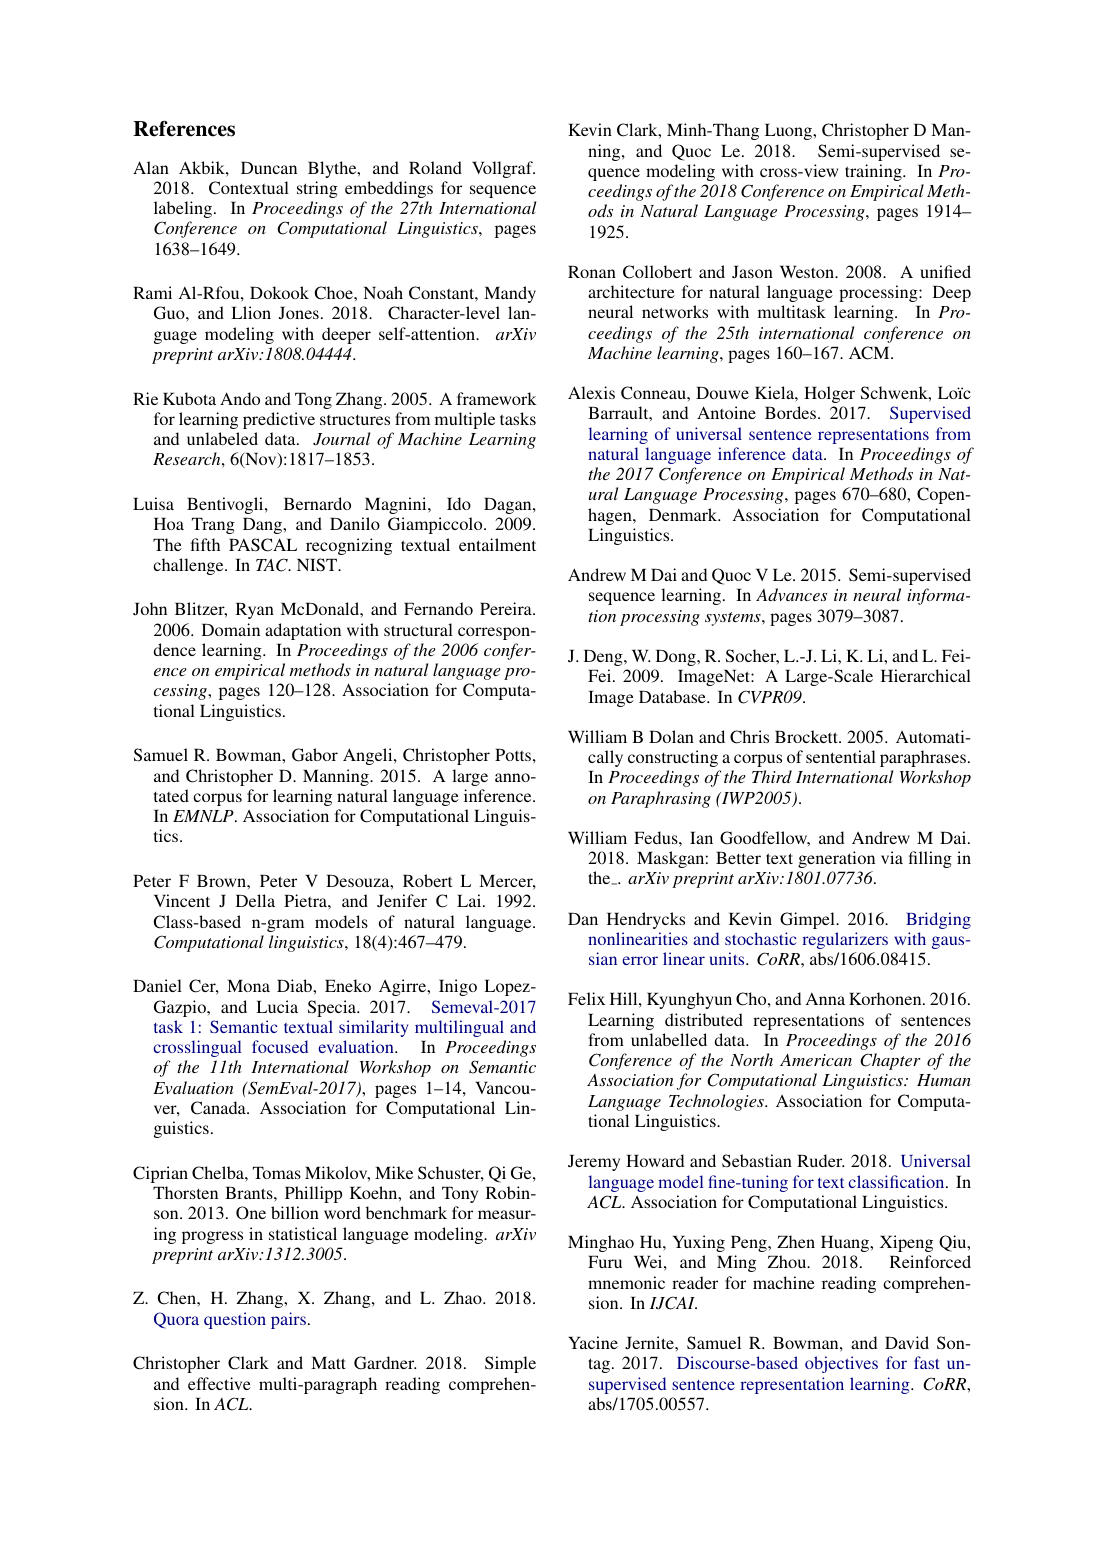 References
Alan Akbik, Duncan Blythe, and Roland Vollgraf.
2018. Contextual string embeddings for sequence
labeling. In Proceedings of the 27th International
Conference on Computational Linguistics, pages
1638–1649.
Rami Al-Rfou, Dokook Choe, Noah Constant, Mandy
Guo, and Llion Jones. 2018. Character-level lan-
guage modeling with deeper self-attention. arXiv
preprint arXiv:1808.04444.
Rie Kubota Ando and Tong Zhang. 2005. A framework
for learning predictive structures from multiple tasks
and unlabeled data. Journal of Machine Learning
Research, 6(Nov):1817–1853.
Luisa Bentivogli, Bernardo Magnini, Ido Dagan,
Hoa Trang Dang, and Danilo Giampiccolo. 2009.
The fifth PASCAL recognizing textual entailment
challenge. In TAC. NIST.
John Blitzer, Ryan McDonald, and Fernando Pereira.
2006. Domain adaptation with structural correspon-
dence learning. In Proceedings of the 2006 confer-
ence on empirical methods in natural language pro-
cessing, pages 120–128. Association for Computa-
tional Linguistics.
Samuel R. Bowman, Gabor Angeli, Christopher Potts,
and Christopher D. Manning. 2015. A large anno-
tated corpus for learning natural language inference.
In EMNLP. Association for Computational Linguis-
tics.
Peter F Brown, Peter V Desouza, Robert L Mercer,
Vincent J Della Pietra, and Jenifer C Lai. 1992.
Class-based n-gram models of natural language.
Computational linguistics, 18(4):467–479.
Daniel Cer, Mona Diab, Eneko Agirre, Inigo Lopez-
Gazpio, and Lucia Specia. 2017. Semeval-2017
task 1: Semantic textual similarity multilingual and
crosslingual focused evaluation. In Proceedings
of the 11th International Workshop on Semantic
Evaluation (SemEval-2017), pages 1–14, Vancou-
ver, Canada. Association for Computational Lin-
guistics.
Ciprian Chelba, Tomas Mikolov, Mike Schuster, Qi Ge,
Thorsten Brants, Phillipp Koehn, and Tony Robin-
son. 2013. One billion word benchmark for measur-
ing progress in statistical language modeling. arXiv
preprint arXiv:1312.3005.
Z. Chen, H. Zhang, X. Zhang, and L. Zhao. 2018.
Quora question pairs.
Christopher Clark and Matt Gardner. 2018. Simple
and effective multi-paragraph reading comprehen-
sion. In ACL.
Kevin Clark, Minh-Thang Luong, Christopher D Man-
ning, and Quoc Le. 2018. Semi-supervised se-
quence modeling with cross-view training. In Pro-
ceedings of the 2018 Conference on Empirical Meth-
ods in Natural Language Processing, pages 1914–
1925.
Ronan Collobert and Jason Weston. 2008. A unified
architecture for natural language processing: Deep
neural networks with multitask learning. In Pro-
ceedings of the 25th international conference on
Machine learning, pages 160–167. ACM.
Alexis Conneau, Douwe Kiela, Holger Schwenk, Loïc
Barrault, and Antoine Bordes. 2017. Supervised
learning of universal sentence representations from
natural language inference data. In Proceedings of
the 2017 Conference on Empirical Methods in Nat-
ural Language Processing, pages 670–680, Copen-
hagen, Denmark. Association for Computational
Linguistics.
Andrew M Dai and Quoc V Le. 2015. Semi-supervised
sequence learning. In Advances in neural informa-
tion processing systems, pages 3079–3087.
J. Deng, W. Dong, R. Socher, L.-J. Li, K. Li, and L. Fei-
Fei. 2009. ImageNet: A Large-Scale Hierarchical
Image Database. In CVPR09.
William B Dolan and Chris Brockett. 2005. Automati-
cally constructing a corpus of sentential paraphrases.
In Proceedings of the Third International Workshop
on Paraphrasing (IWP2005).
William Fedus, Ian Goodfellow, and Andrew M Dai.
2018. Maskgan: Better text generation via filling in
the_. arXiv preprint arXiv:1801.07736.
Dan Hendrycks and Kevin Gimpel. 2016. Bridging
nonlinearities and stochastic regularizers with gaus-
sian error linear units. CoRR, abs/1606.08415.
Felix Hill, Kyunghyun Cho, and Anna Korhonen. 2016.
Learning distributed representations of sentences
from unlabelled data. In Proceedings of the 2016
Conference of the North American Chapter of the
Association for Computational Linguistics: Human
Language Technologies. Association for Computa-
tional Linguistics.
Jeremy Howard and Sebastian Ruder. 2018. Universal
language model fine-tuning for text classification. In
ACL. Association for Computational Linguistics.
Minghao Hu, Yuxing Peng, Zhen Huang, Xipeng Qiu,
Furu Wei, and Ming Zhou. 2018. Reinforced
mnemonic reader for machine reading comprehen-
sion. In IJCAI.
Yacine Jernite, Samuel R. Bowman, and David Son-
tag. 2017. Discourse-based objectives for fast un-
supervised sentence representation learning. CoRR,
abs/1705.00557.